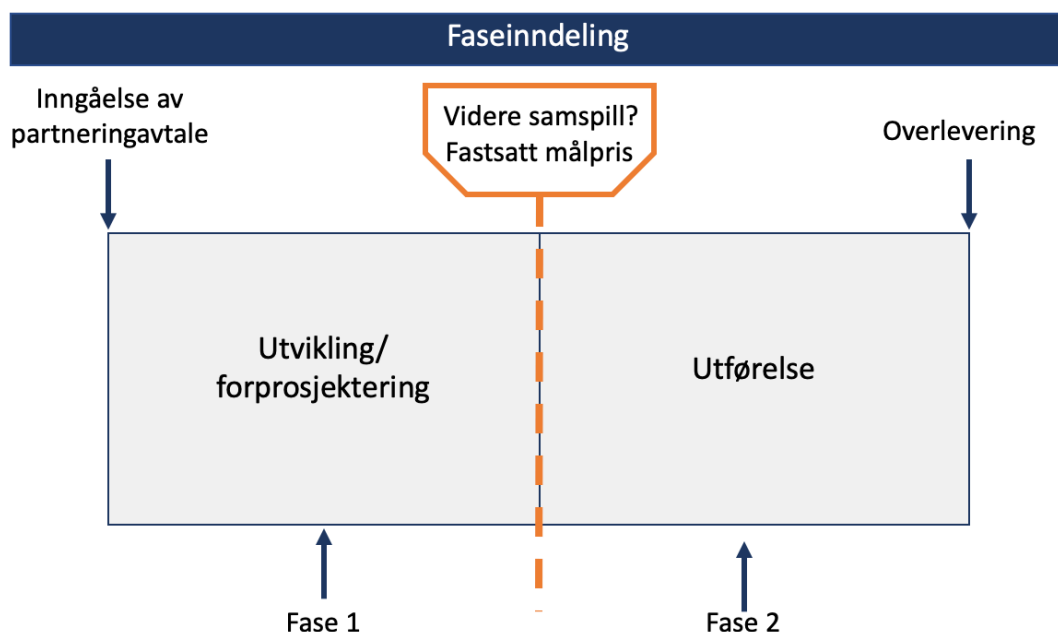 Faseinndeling
Inngåelse av
partneringavtale
Videre samspill?
Fastsatt målpris
Overlevering
Utvikling/
forprosjektering
Utførelse
Fase 1
Fase 2